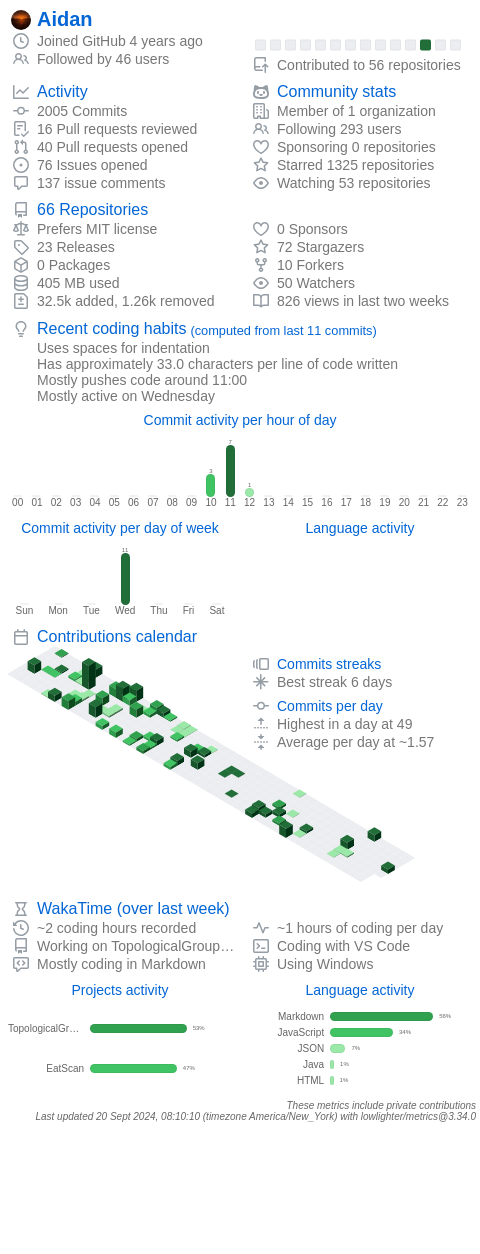 Aidan
Joined GitHub 4 years ago
Followed by 46 users
Contributed to 56 repositories
Activity
2005 Commits
16 Pull requests reviewed
40 Pull requests opened
76 Issues opened
137 issue comments
Community stats
Member of 1 organization
Following 293 users
Sponsoring 0 repositories
Starred 1325 repositories
Watching 53 repositories
66 Repositories
Prefers MIT license
23 Releases
0 Packages
405 MB used
32.5k added, 1.26k removed
0 Sponsors
72 Stargazers
10 Forkers
50 Watchers
826 views in last two weeks
Recent coding habits (computed from last 11 commits)
Uses spaces for indentation
Has approximately 33.0 characters per line of code written
Mostly pushes code around 11:00
Mostly active on Wednesday
Commit activity per hour of day
3 7 1
00 01 02 03 04 05 06 07 08 09 10 11 12 13 14 15 16 17 18 19 20 21 22 23
Commit activity per day of week
11
Sun Mon Tue Wed Thu Fri Sat
Language activity
Contributions calendar
Commits streaks
Best streak 6 days
Commits per day
Highest in a day at 49
Average per day at ~1.57
WakaTime (over last week)
~2 coding hours recorded
Working on TopologicalGroup…
Mostly coding in Markdown
~1 hours of coding per day
Coding with VS Code
Using Windows
Projects activity
TopologicalGr… 53%
EatScan 47%
Language activity
Markdown 56%
JavaScript 34%
JSON 7%
Java 1%
HTML 1%
These metrics include private contributions
Last updated 20 Sept 2024, 08:10:10 (timezone America/New_York) with lowlighter/metrics@3.34.0